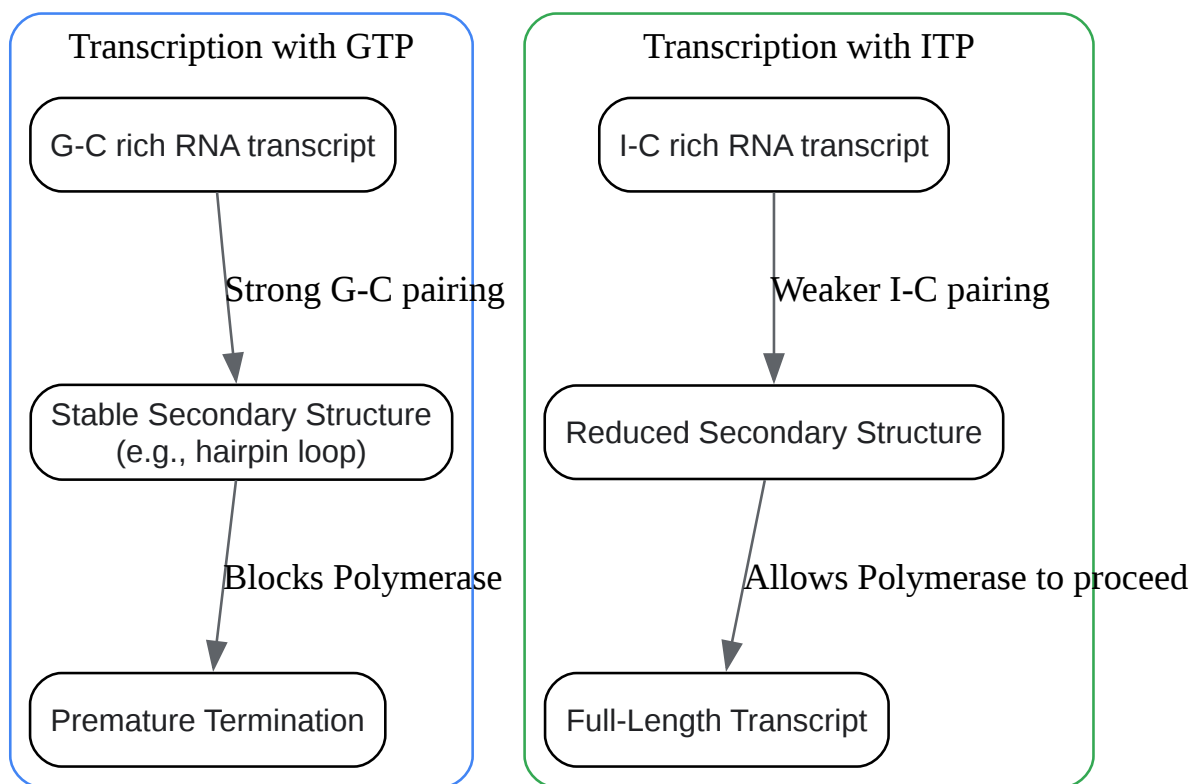 Transcription with GTP
G-C rich RNA transcript
Strong G-C pairing
Stable Secondary Structure
(e.g., hairpin loop)
Blocks Polymerase
Premature Termination
Transcription with ITP
I-C rich RNA transcript
Weaker I-C pairing
Reduced Secondary Structure
Allows Polymerase to proceed
Full-Length Transcript